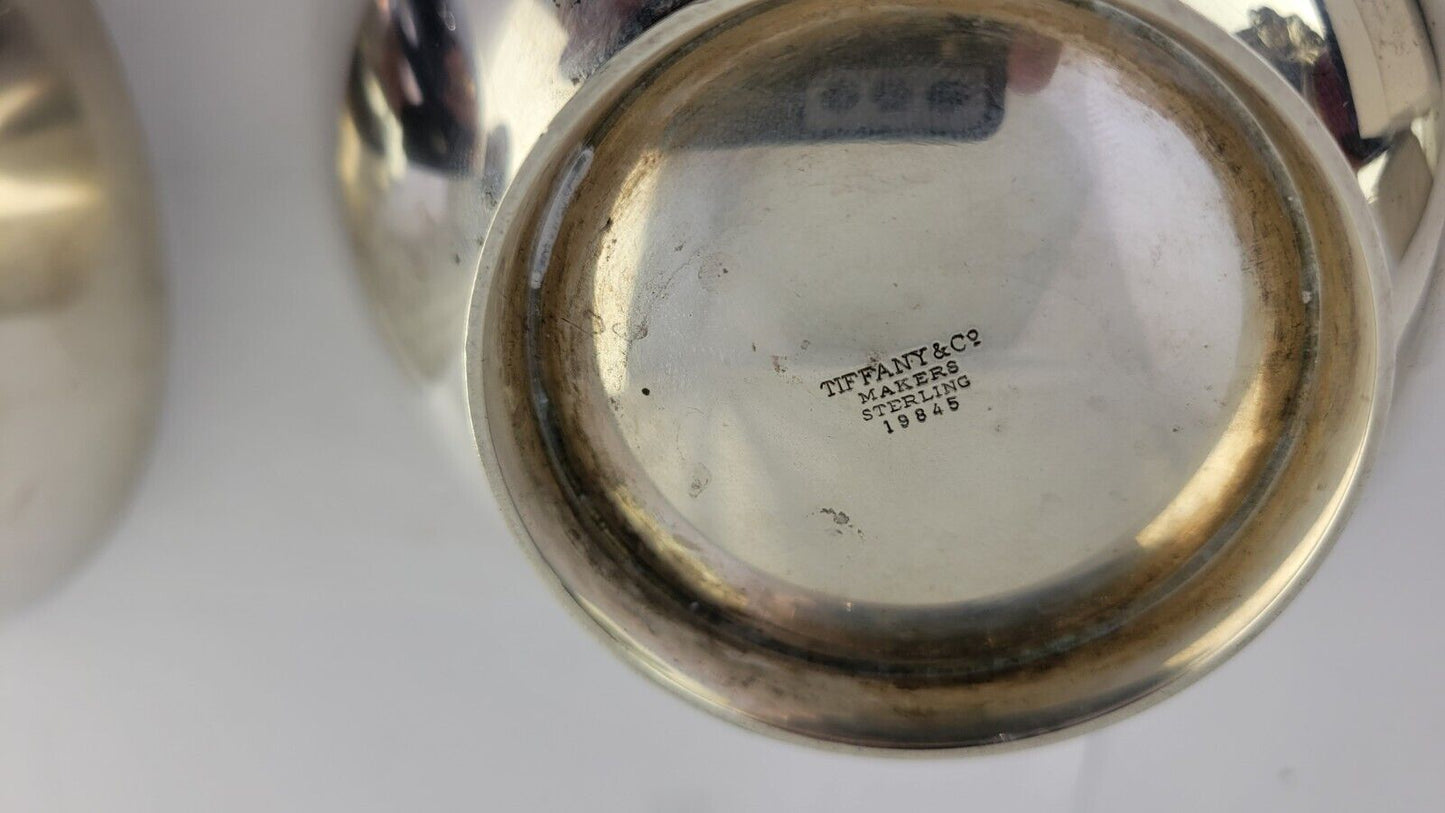 TIFFANY & Cº
MAKERS
STERLING
19845